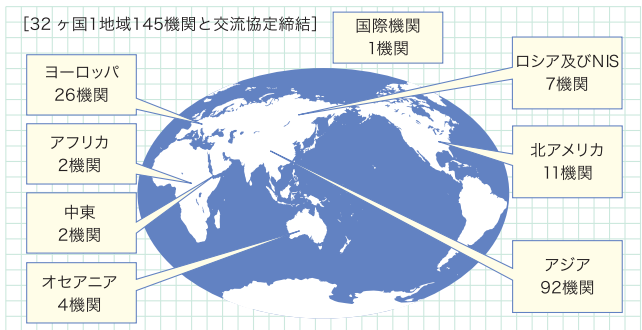 ［32 ヶ国1地域145機関と交流協定締結］
国際機関
1機関
ヨーロッパ
26機関
ロシア及びNIS
7機関
アフリカ
2機関
北アメリカ
11機関
中東
2機関
オセアニア
4機関
アジア
92機関